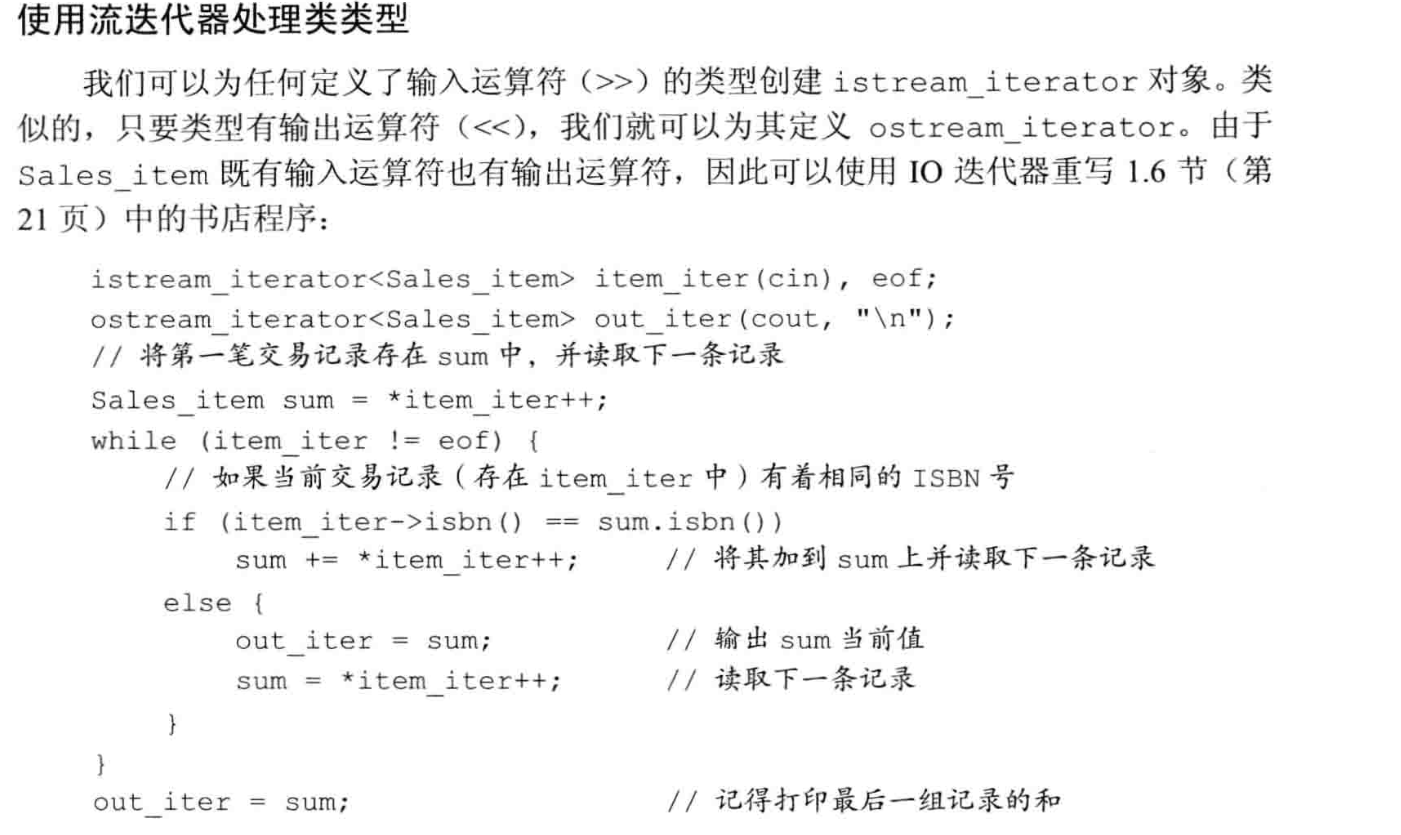 使用流迭代器处理类类型
我们可以为任何定义了输入运算符（>>）的类型创建 istream_iterator 对象。类
似的，只要类型有输出运算符（<<），我们就可以为其定义 ostream_iterator。由于
Sales_item 既有输入运算符也有输出运算符，因此可以使用 IO 迭代器重写 1.6 节（第
21 页）中的书店程序：
istream_iterator<Sales_item> item_iter(cin), eof;
ostream_iterator<Sales_item> out_iter(cout, "\n");
// 将第一笔交易记录存在 sum 中，并读取下一条记录
Sales_item sum = *item_iter++;
while (item_iter != eof) {
// 如果当前交易记录（存在 item_iter 中）有着相同的 ISBN 号
if (item_iter->isbn() == sum.isbn())
sum += *item_iter++; // 将其加到 sum 上并读取下一条记录
else {
out_iter = sum; // 输出 sum 当前值
sum = *item_iter++; // 读取下一条记录
}
}
out_iter = sum; // 记得打印最后一组记录的和